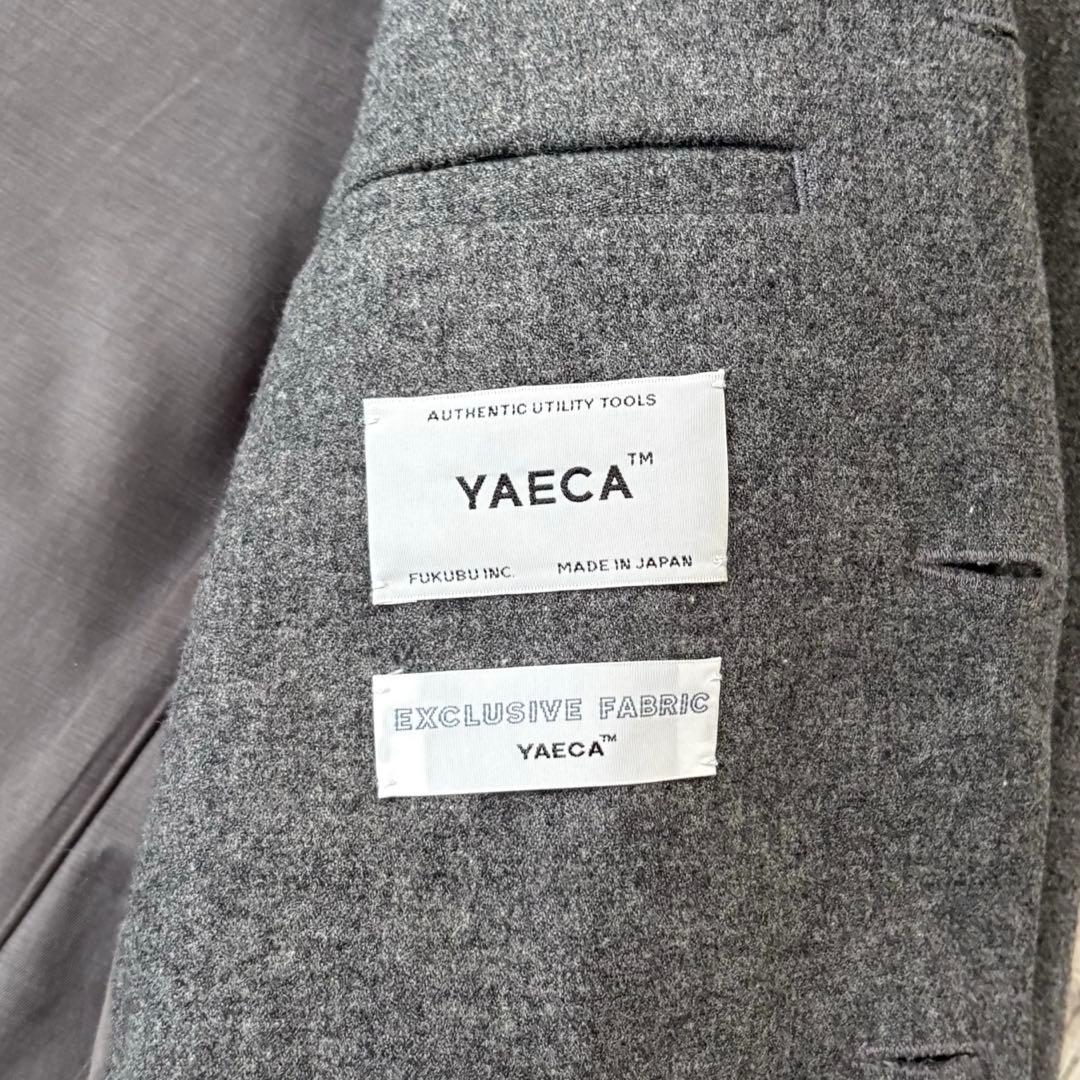 AUTHENTIC UTILITY TOOLS
YAECA™
FUKUBU INC. MADE IN JAPAN
EXCLUSIVE FABRIC
YAECA™